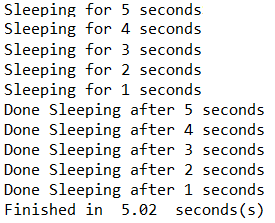 Sleeping for 5 seconds
Sleeping for 4 seconds
Sleeping for 3 seconds
Sleeping for 2 seconds
Sleeping for 1 seconds
Done Sleeping after 5 seconds
Done Sleeping after 4 seconds
Done Sleeping after 3 seconds
Done Sleeping after 2 seconds
Done Sleeping after 1 seconds
Finished in  5.02  seconds(s)